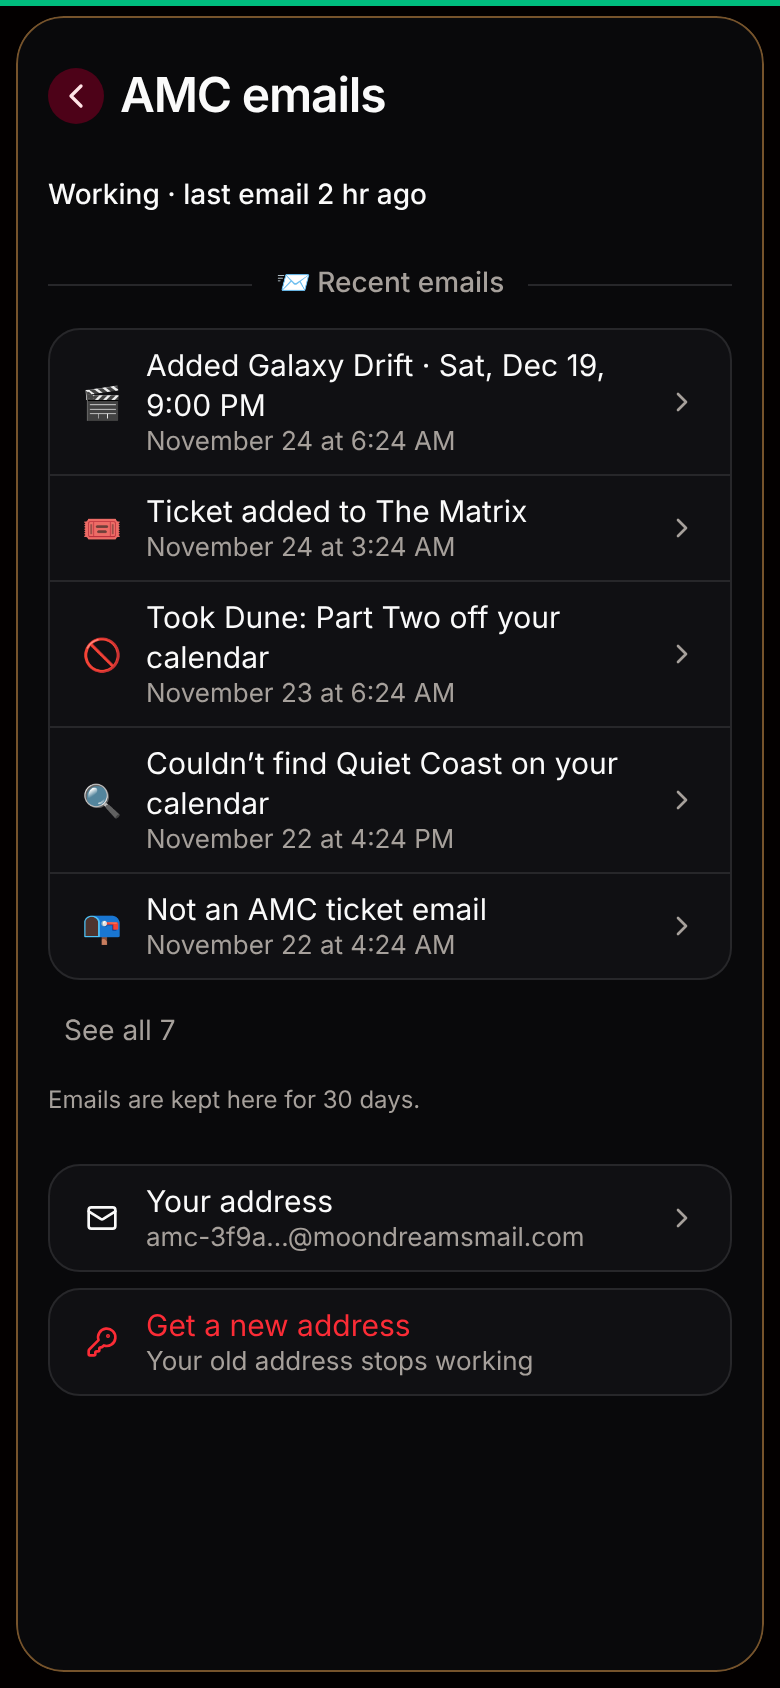 AMC emails
Working · last email 2 hr ago
Recent emails
Added Galaxy Drift · Sat, Dec 19,
9:00 PM
November 24 at 6:24 AM
Ticket added to The Matrix
November 24 at 3:24 AM
Took Dune: Part Two off your
calendar
November 23 at 6:24 AM
Couldn’t find Quiet Coast on your
calendar
November 22 at 4:24 PM
Not an AMC ticket email
November 22 at 4:24 AM
See all 7
Emails are kept here for 30 days.
Your address
amc-3f9a...@moondreamsmail.com
Get a new address
Your old address stops working